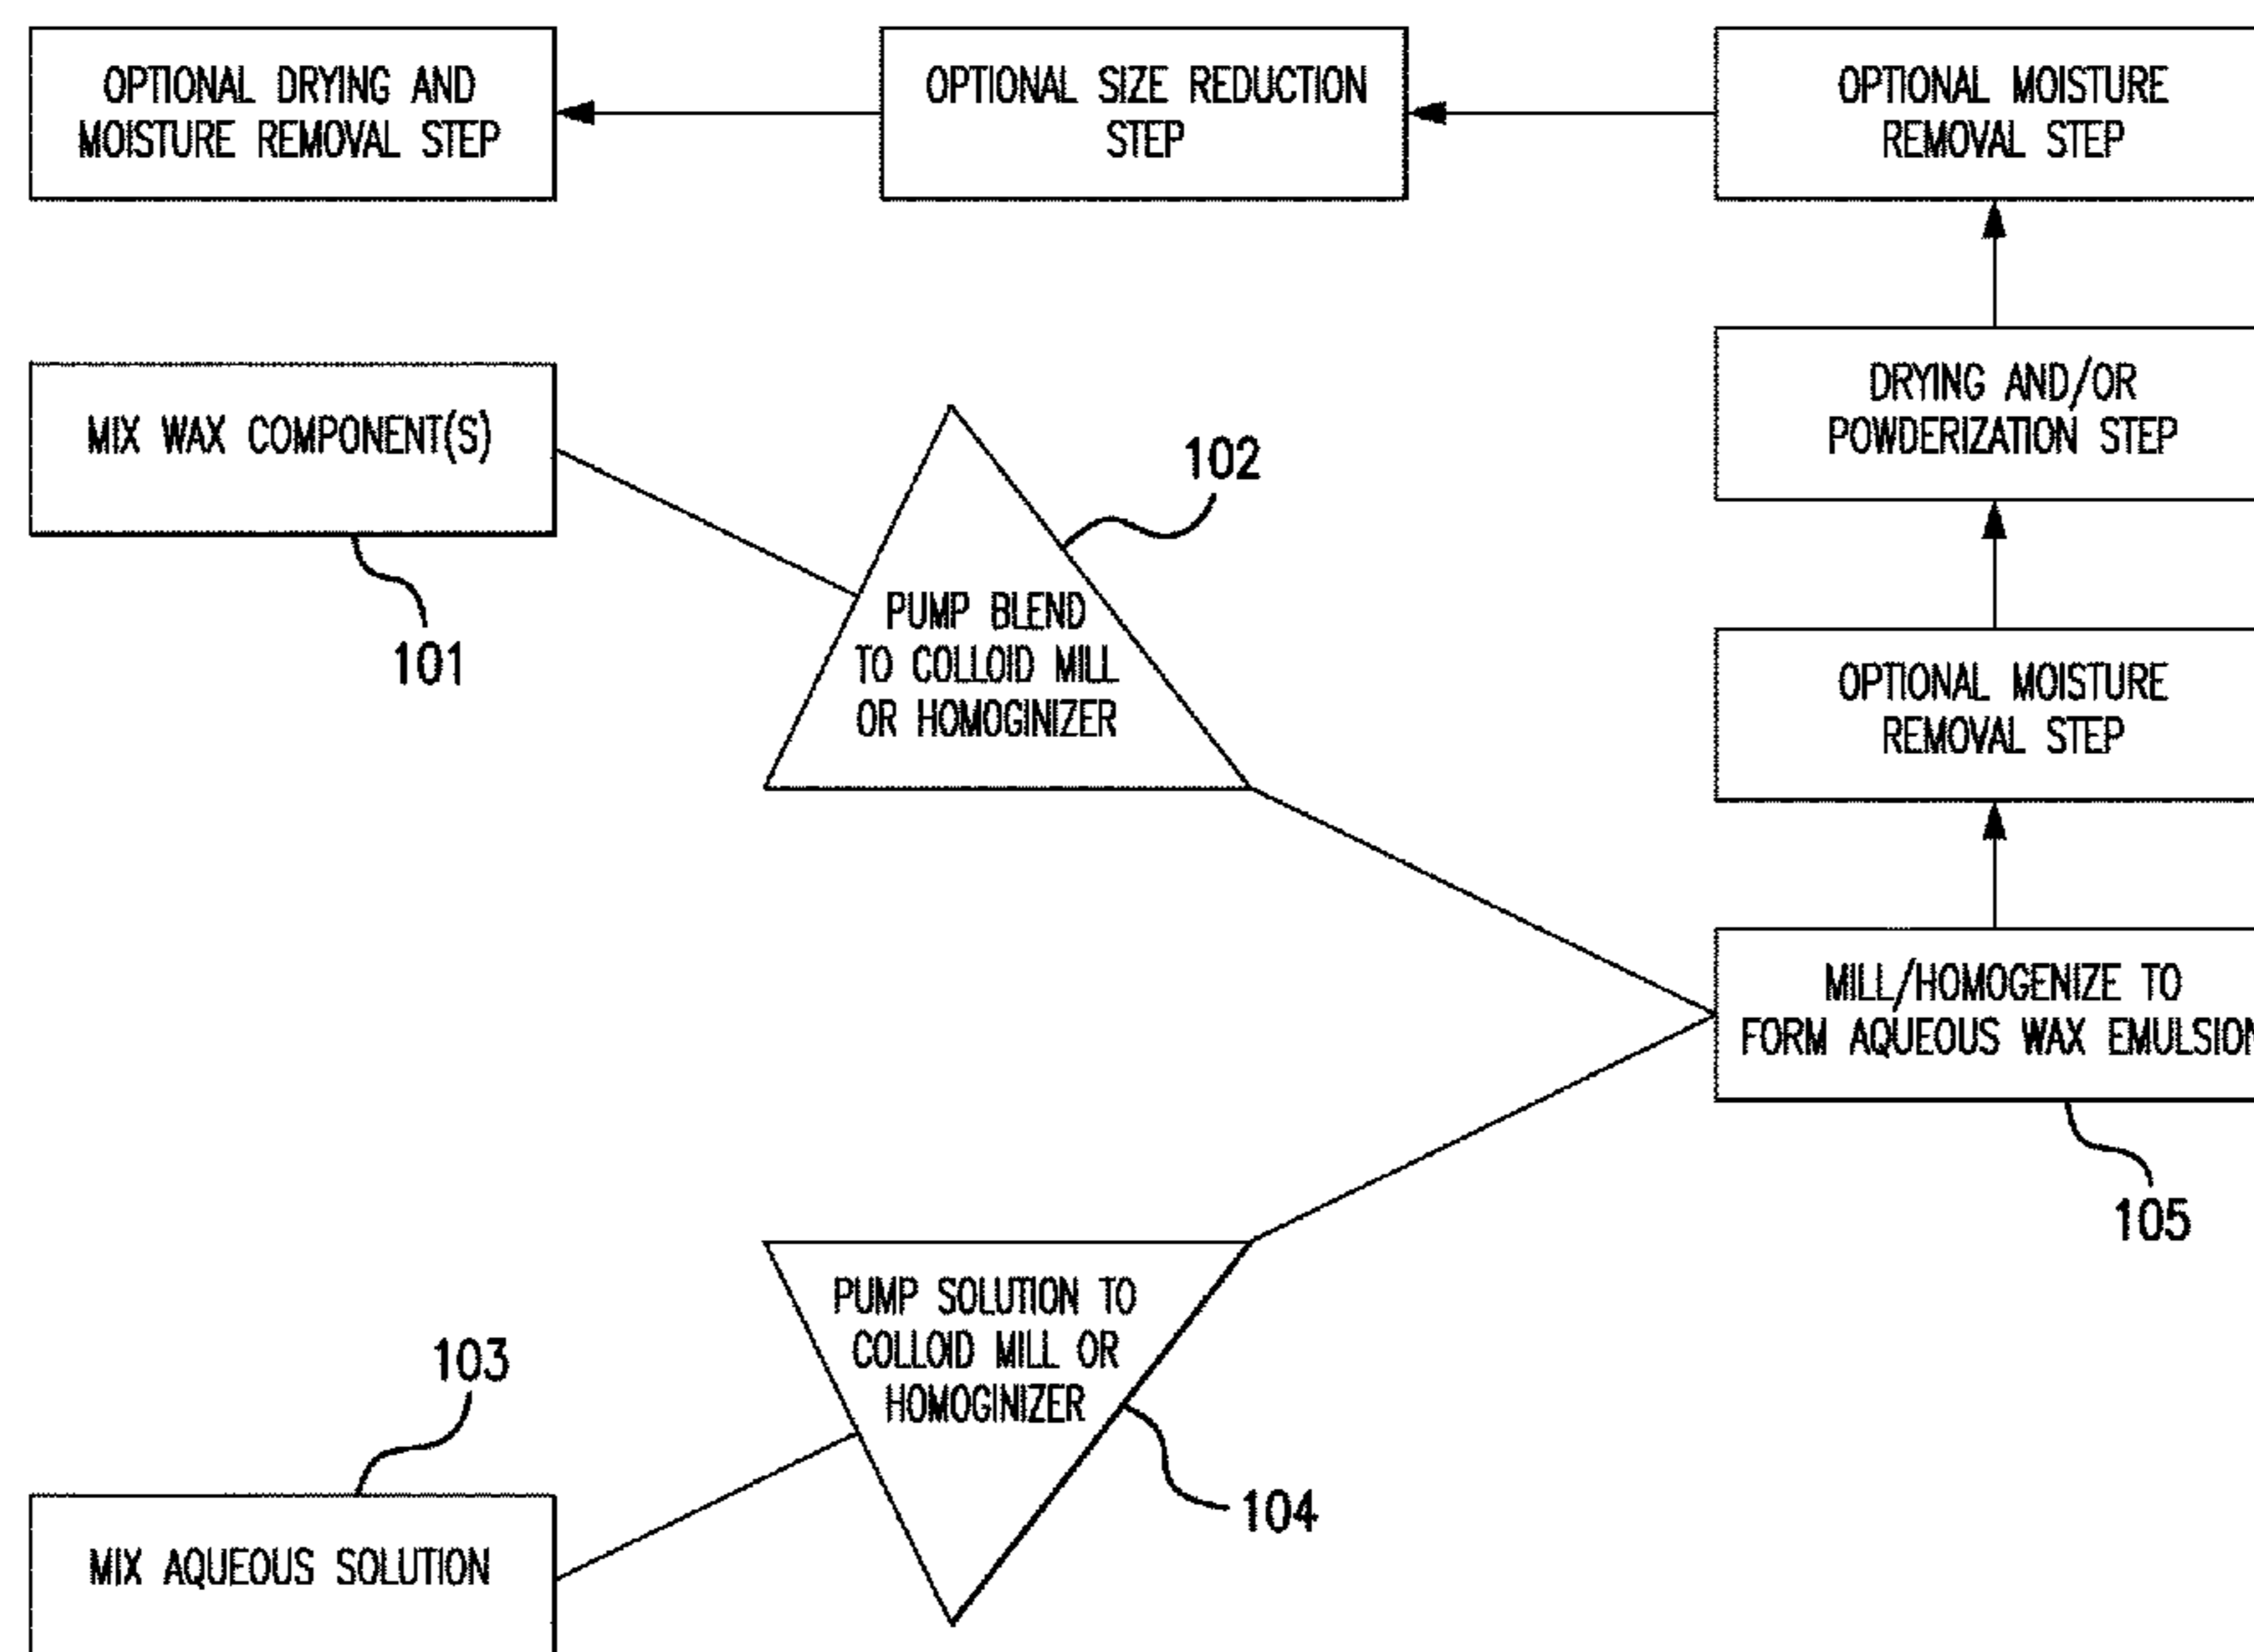 OPTIONAL DRYING AND
MOISTURE REMOVAL STEP
OPTIONAL SIZE REDUCTION
STEP
OPTIONAL MOISTURE
REMOVAL STEP
MIX WAX COMPONENT(S)
101
PUMP BLEND
TO COLLOID MILL
OR HOMOGINIZER
102
DRYING AND/OR
POWDERIZATION STEP
OPTIONAL MOISTURE
REMOVAL STEP
MILL/HOMOGENIZE TO
FORM AQUEOUS WAX EMULSION
105
PUMP SOLUTION TO
COLLOID MILL OR
HOMOGINIZER
104
103
MIX AQUEOUS SOLUTION